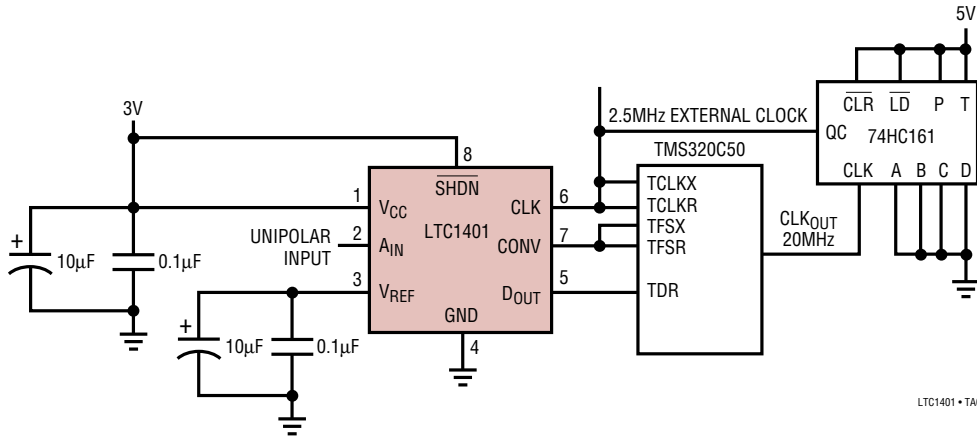 5V
3V
CLR LD P T
2.5MHz EXTERNAL CLOCK
QC 74HC161
TMS320C50
CLK A B C D
8
SHDN
TCLKX
1 VCC CLK 6 TCLKR
LTC1401
CLKOUT
20MHz
TFSX
UNIPOLAR
INPUT
2 AIN CONV 7 TFSR
+
10µF
0.1µF
3 VREF DOUT 5 TDR
GND
4
+
10µF
0.1µF
LTC1401 •